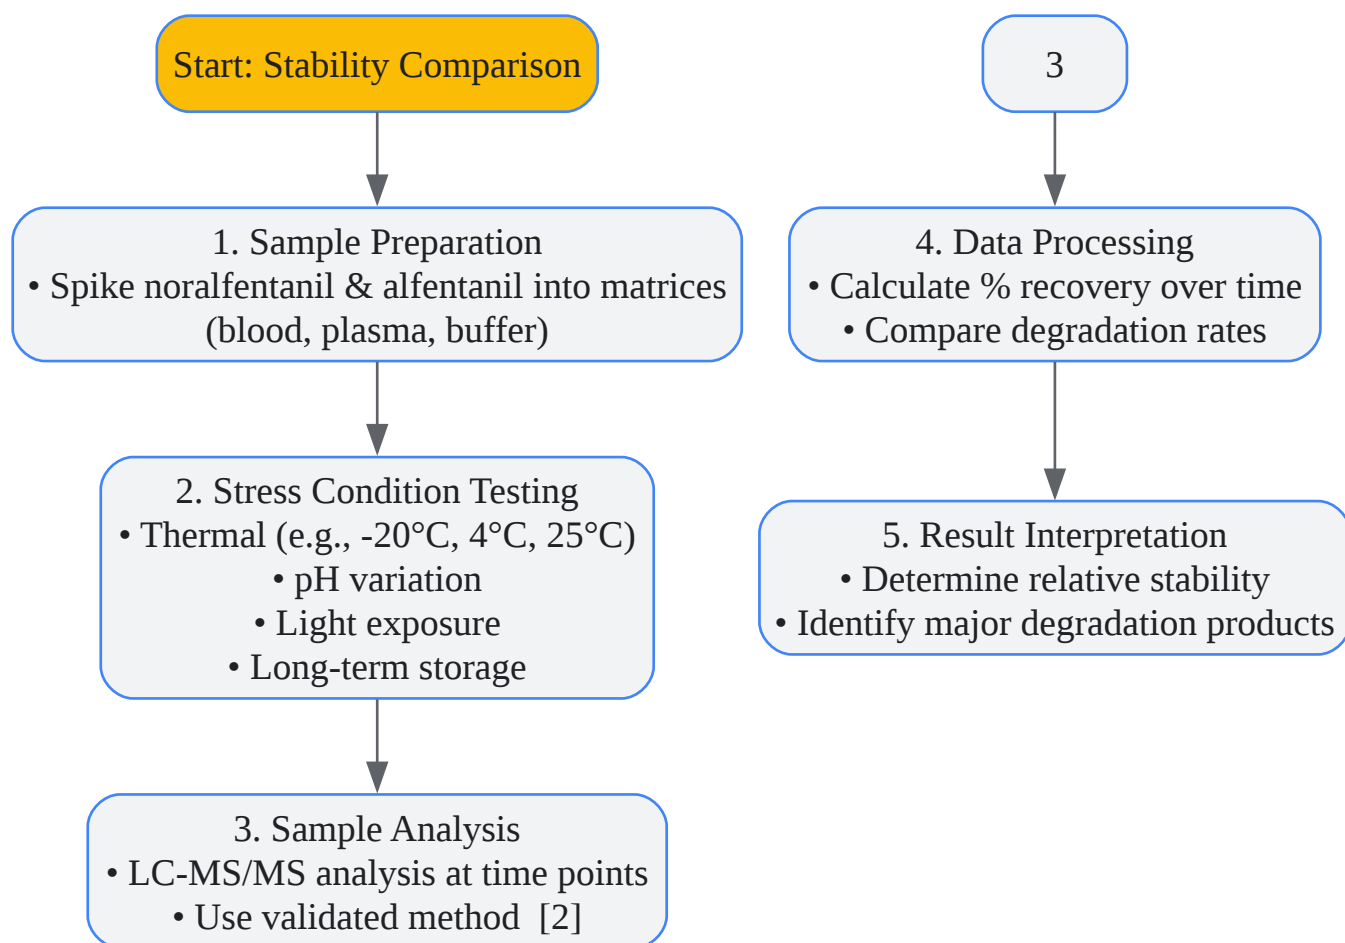 Start: Stability Comparison
1. Sample Preparation
• Spike noralfentanil & alfentanil into matrices
(blood, plasma, buffer)
2. Stress Condition Testing
• Thermal (e.g., -20°C, 4°C, 25°C)
• pH variation
• Light exposure
• Long-term storage
3. Sample Analysis
• LC-MS/MS analysis at time points
• Use validated method  [2]
3
4. Data Processing
• Calculate % recovery over time
• Compare degradation rates
5. Result Interpretation
• Determine relative stability
• Identify major degradation products